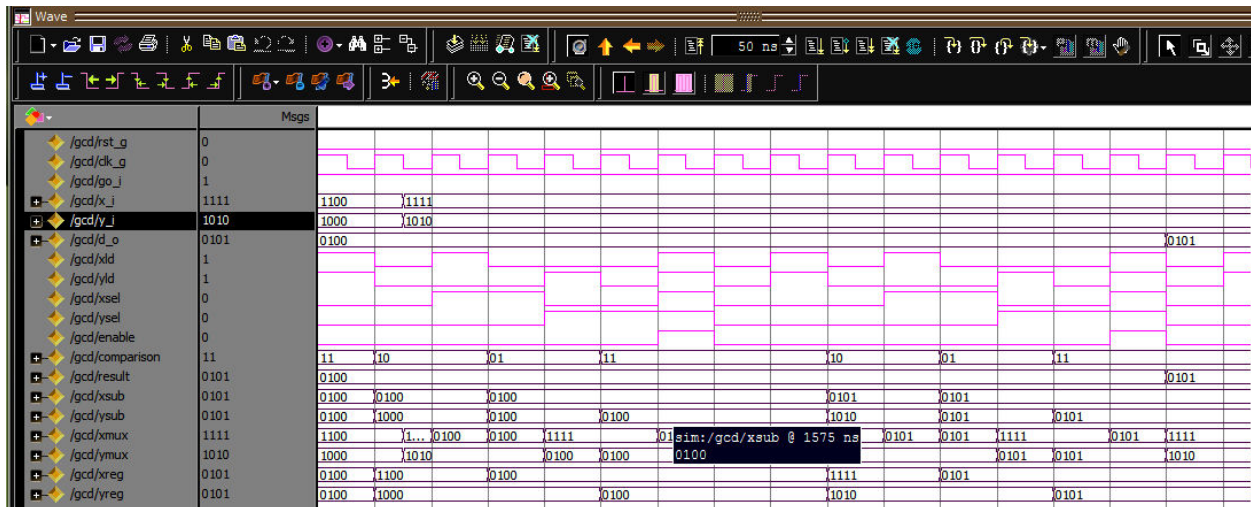 Wave
50 ns
Msgs
/gcd/rst_g 0
/gcd/clk_g 0
/gcd/go_i 1
/gcd/x_i 1111 1100 1111
/gcd/y_i 1010 1000 1010
/gcd/d_o 0101 0100 0101
/gcd/xld 1
/gcd/yld 1
/gcd/xsel 0
/gcd/ysel 0
/gcd/enable 0
/gcd/comparison 11 11 10 01 11 10 01 11
/gcd/result 0101 0100 0101
/gcd/xsub 0101 0100 0100 0100 0101 0101
/gcd/ysub 0101 0100 1000 0100 0100 1010 0101 0101
/gcd/xmux 1111 1100 1... 0100 0100 1111 01 sim:/gcd/xsub @ 1575 ns 0101 0101 1111 0101 1111
/gcd/ymux 1010 1000 1010 0100 0100 0100 0101 0101 1010
/gcd/xreg 0101 0100 1100 0100 1111 0101
/gcd/yreg 0101 0100 1000 0100 1010 0101